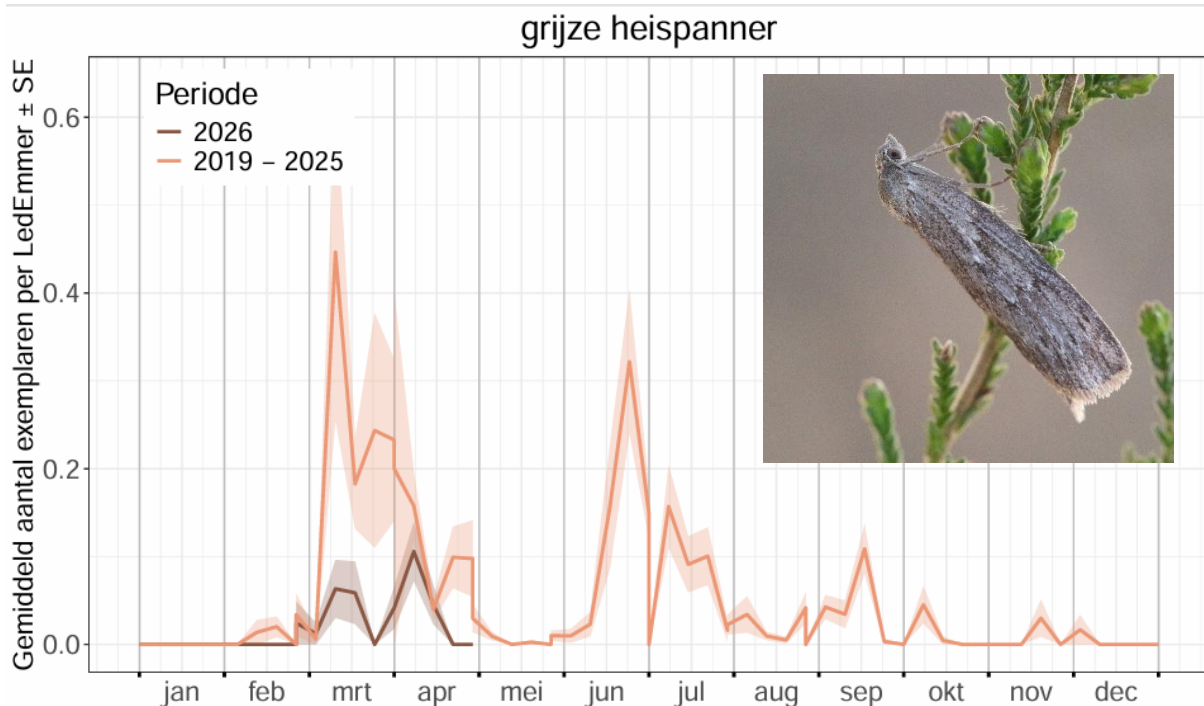 grijze heispanner
Gemiddeld aantal exemplaren per LedEmmer ± SE
Periode
2026
2019 – 2025
0.6
0.4
0.2
0.0
jan feb mrt apr mei jun jul aug sep okt nov dec